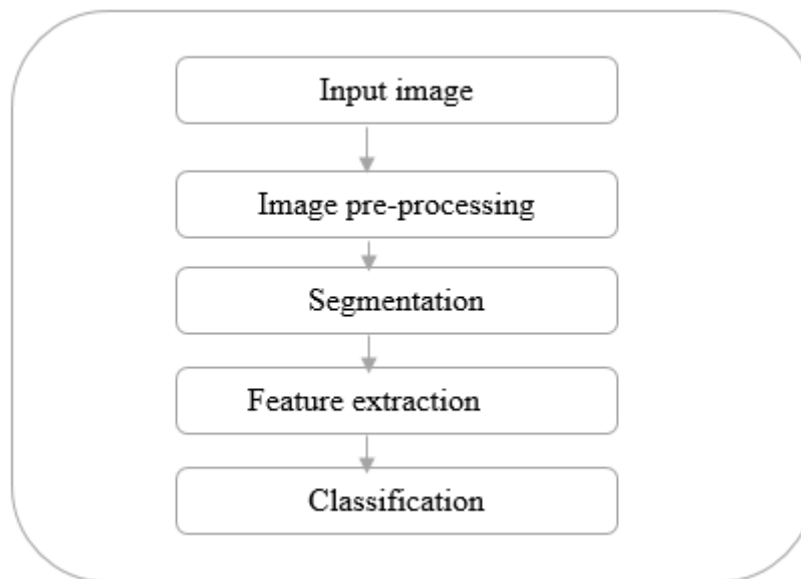 Input image
Image pre-processing
Segmentation
Feature extraction
Classification